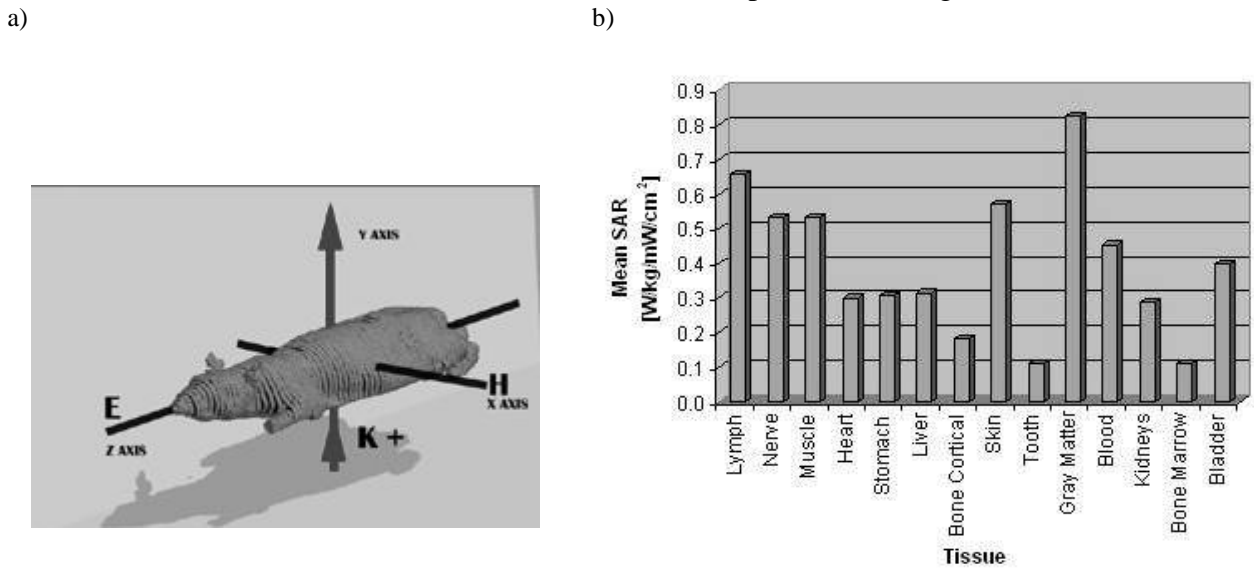 a)
b)
Y AXIS
E
Z AXIS
H
X AXIS
K +
Mean SAR
[W/kg/mW/cm²]
0.9
0.8
0.7
0.6
0.5
0.4
0.3
0.2
0.1
0.0
Lymph
Nerve
Muscle
Heart
Stomach
Liver
Bone Cortical
Skin
Tooth
Gray Matter
Blood
Kidneys
Bone Marrow
Bladder
Tissue